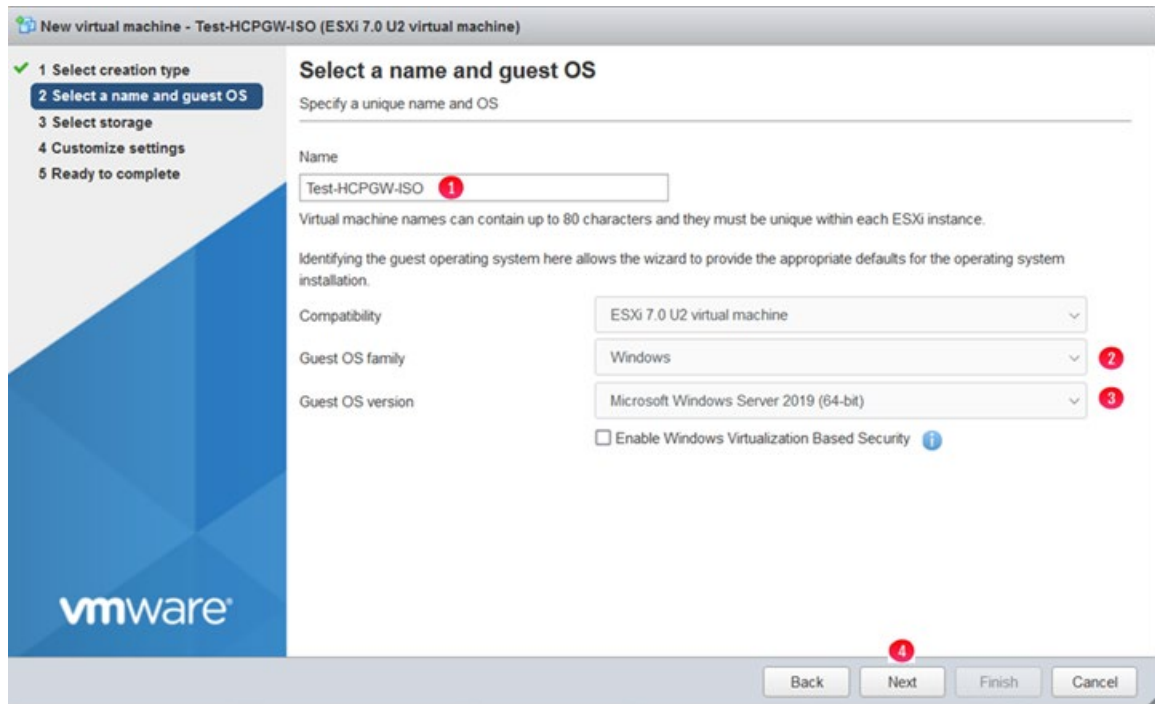 New virtual machine - Test-HCPGW-ISO (ESXi 7.0 U2 virtual machine)
1 Select creation type
2 Select a name and guest OS
3 Select storage
4 Customize settings
5 Ready to complete
Select a name and guest OS
Specify a unique name and OS
Name
Test-HCPGW-ISO 1
Virtual machine names can contain up to 80 characters and they must be unique within each ESXi instance.
Identifying the guest operating system here allows the wizard to provide the appropriate defaults for the operating system
installation.
Compatibility ESXi 7.0 U2 virtual machine
Guest OS family Windows 2
Guest OS version Microsoft Windows Server 2019 (64-bit) 3
Enable Windows Virtualization Based Security i
vmware®
4
Back Next Finish Cancel